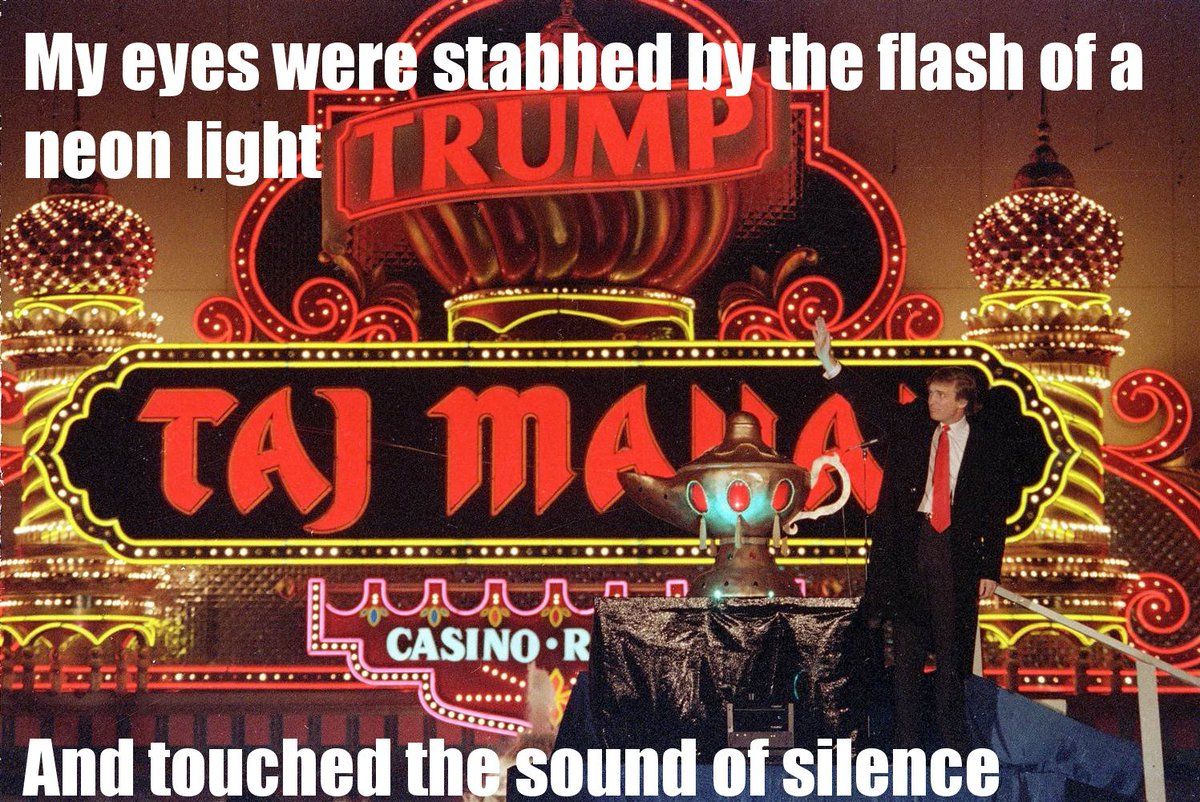 My eyes were stabbed by the flash of a
neon light
TRUMP
TAJ MAHA
CASINO·R
And touched the sound of silence